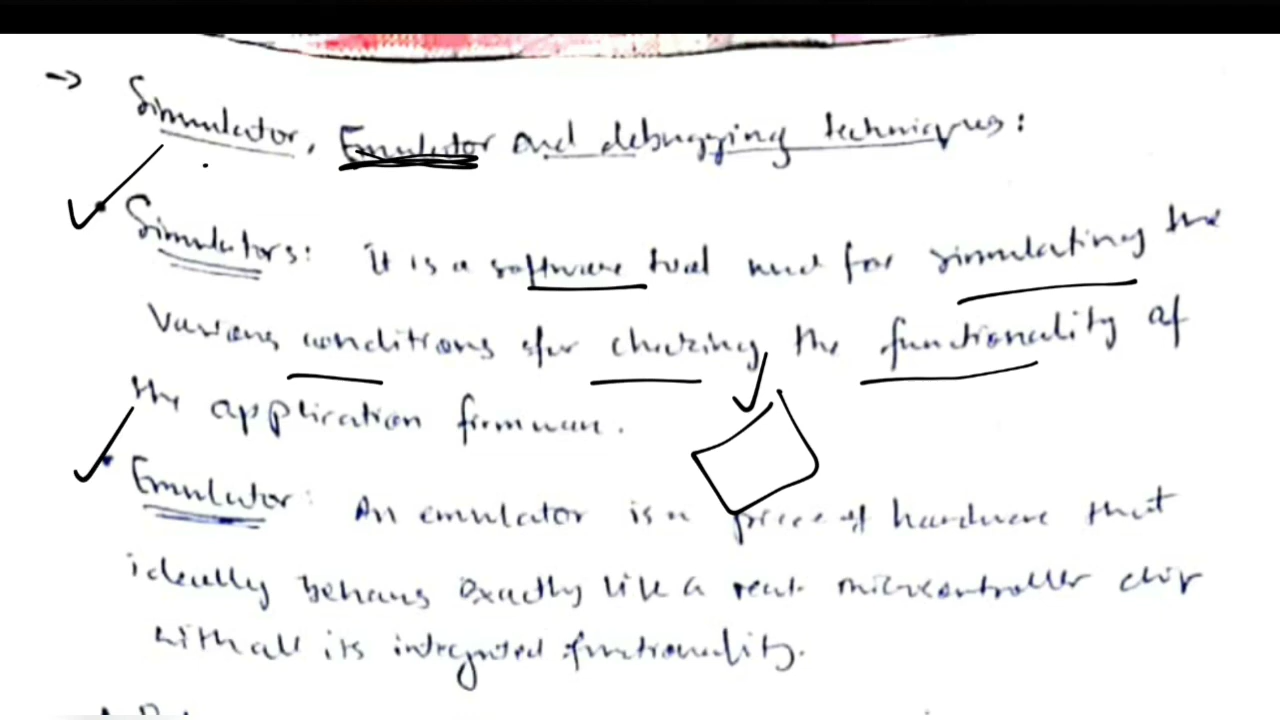 → Simulator, Emulator and debugging techniques:
• Simulators: It is a software tool used for simulating the
various conditions for checking the functionality of
the application firmware.
• Emulator: An emulator is a piece of hardware that
ideally behaves exactly like a real microcontroller chip
with all its integrated functionality.